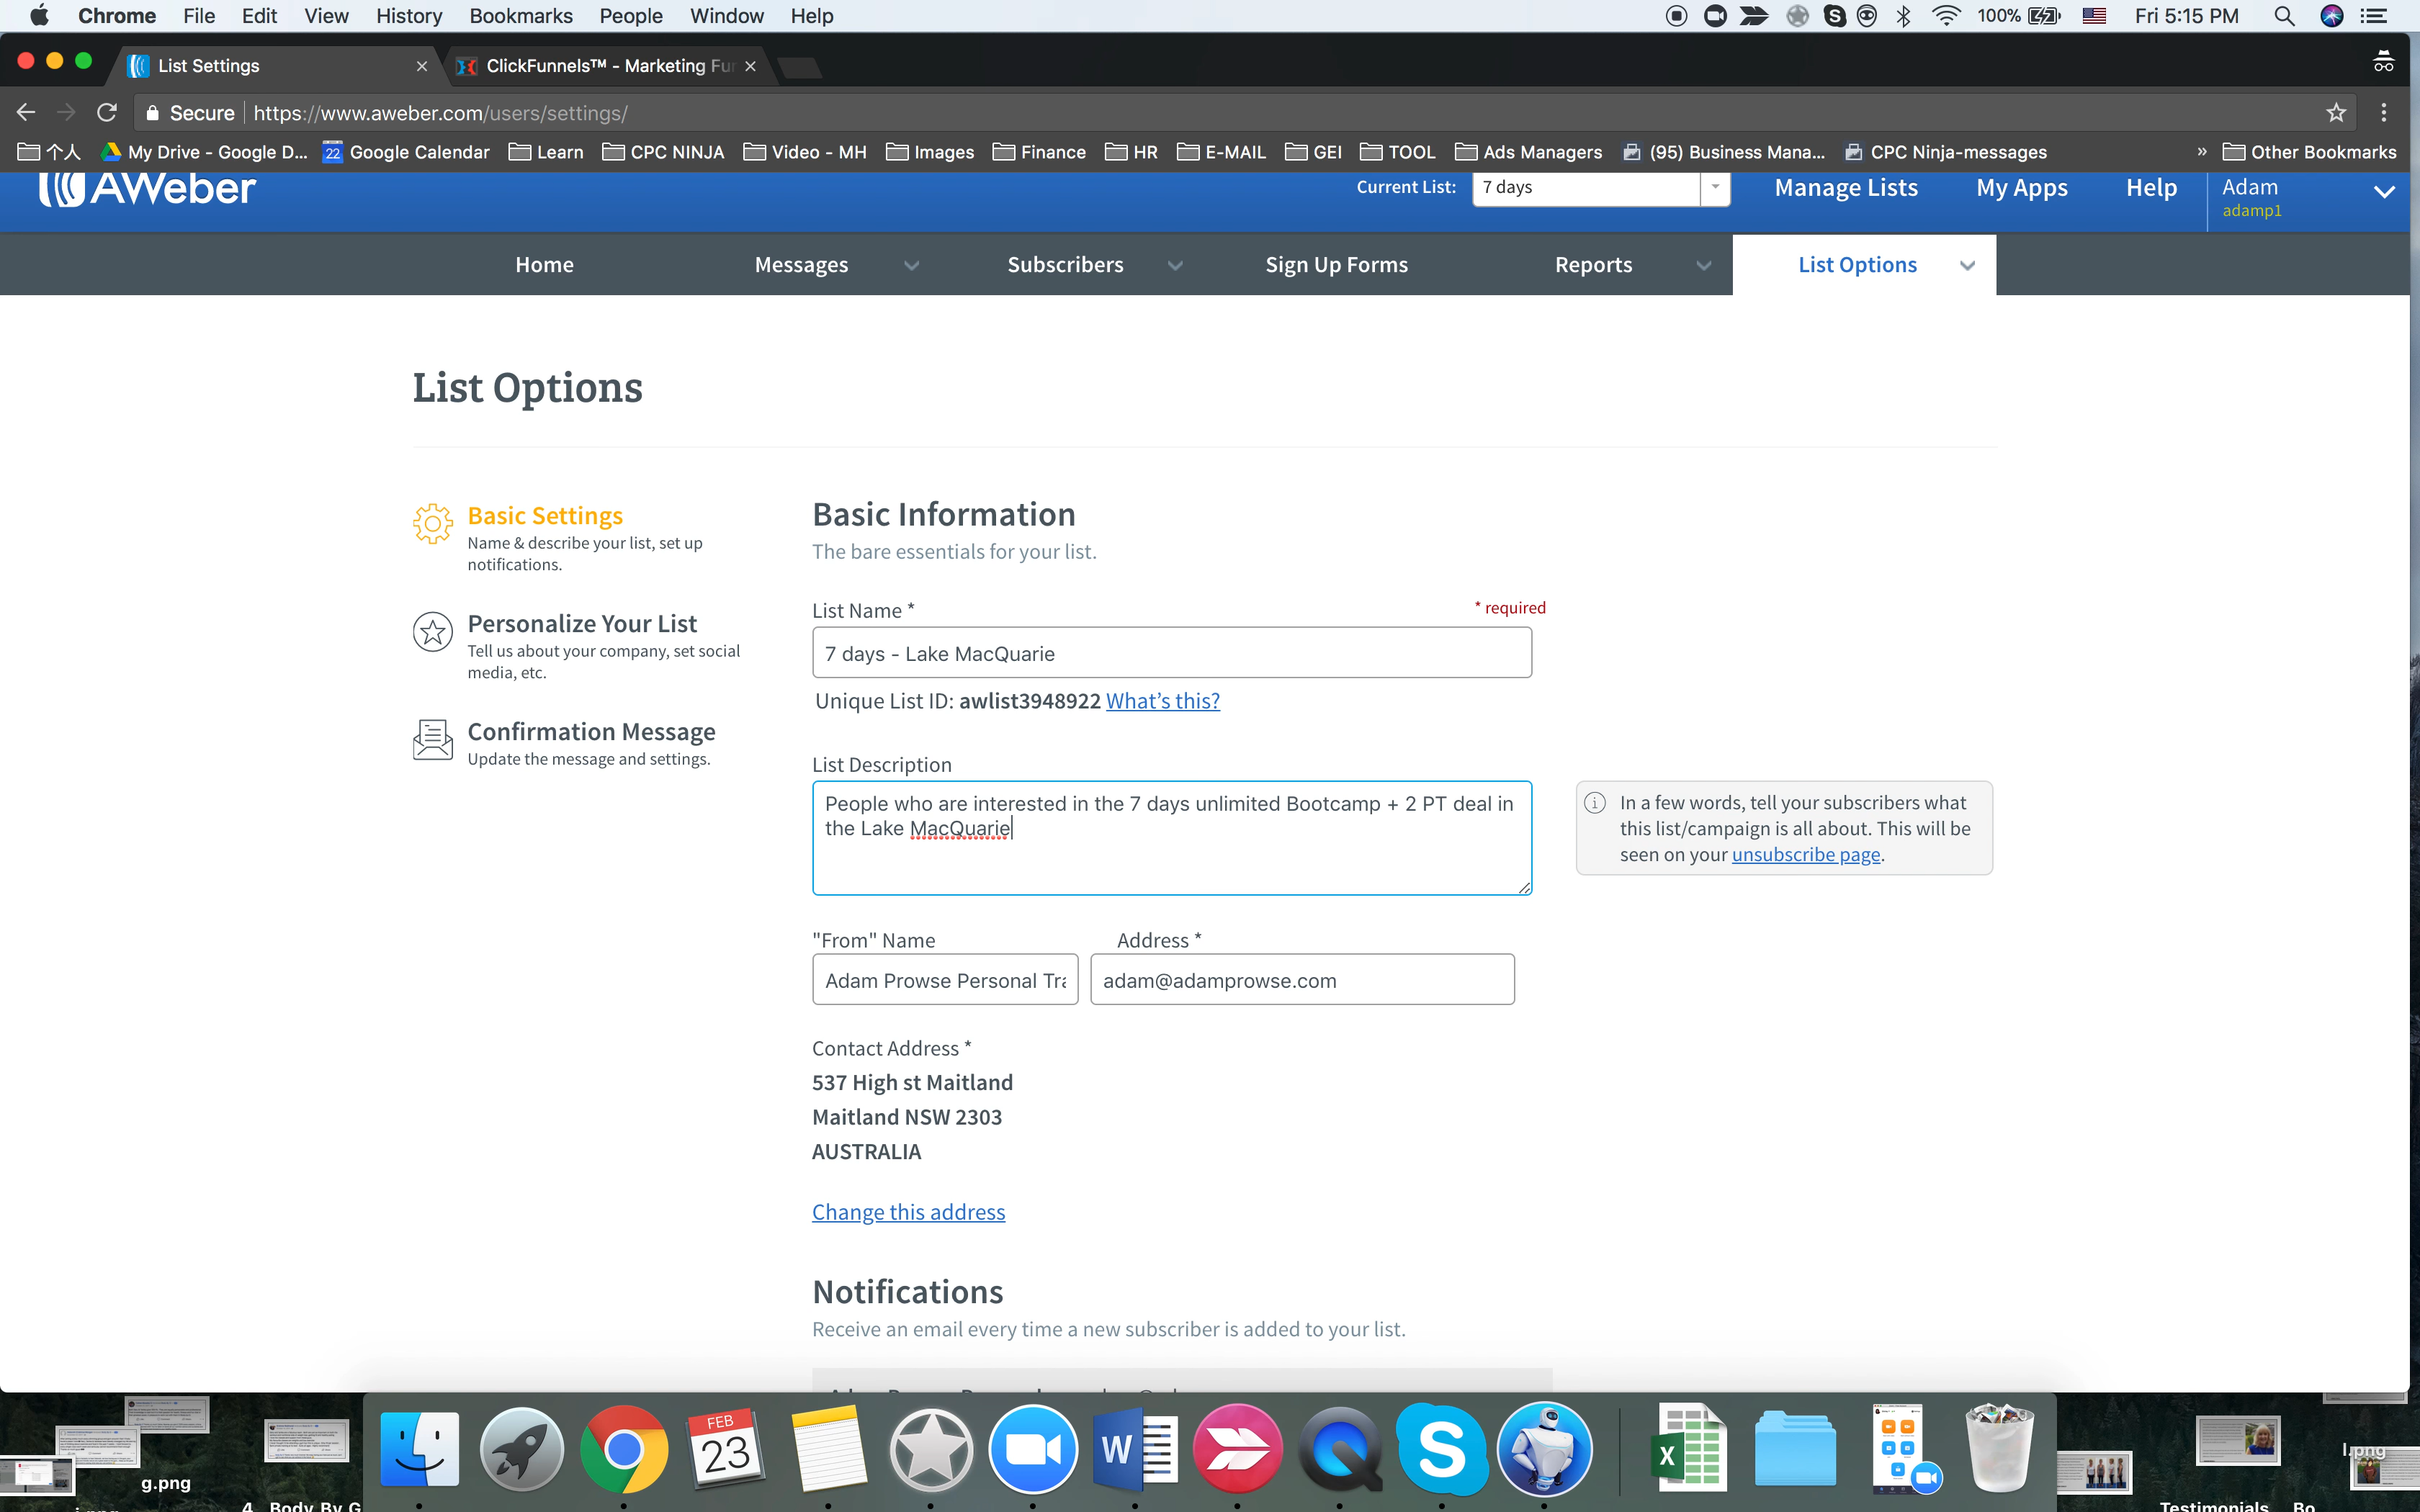 Chrome File Edit View History Bookmarks People Window Help 100% Fri 5:15 PM
List Settings ClickFunnels™ - Marketing Fu
Secure https://www.aweber.com/users/settings/
个人 My Drive - Google D... 22 Google Calendar Learn CPC NINJA Video - MH Images Finance HR E-MAIL GEI TOOL Ads Managers (95) Business Mana... CPC Ninja-messages » Other Bookmarks
AWeber Current List: 7 days Manage Lists My Apps Help Adam
adamp1
Home Messages Subscribers Sign Up Forms Reports List Options
List Options
Basic Settings
Name & describe your list, set up
notifications.
Personalize Your List
Tell us about your company, set social
media, etc.
Confirmation Message
Update the message and settings.
Basic Information
The bare essentials for your list.
List Name * * required
7 days - Lake MacQuarie
Unique List ID: awlist3948922 What's this?
List Description
People who are interested in the 7 days unlimited Bootcamp + 2 PT deal in
the Lake MacQuarie
In a few words, tell your subscribers what
this list/campaign is all about. This will be
seen on your unsubscribe page.
"From" Name Address *
Adam Prowse Personal Tra adam@adamprowse.com
Contact Address *
537 High st Maitland
Maitland NSW 2303
AUSTRALIA
Change this address
Notifications
Receive an email every time a new subscriber is added to your list.
FEB
23
W
S
X
g.png
4 Body By G
l.png
Testimonials Bo